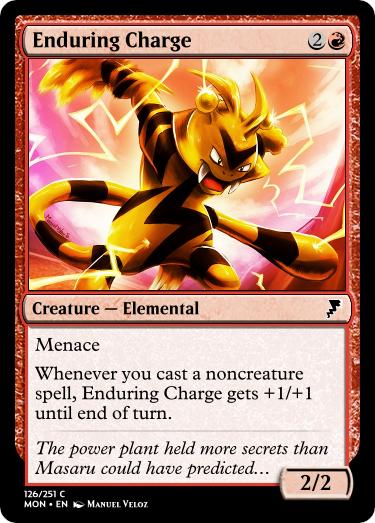 Enduring Charge 2
Creature — Elemental
Menace
Whenever you cast a noncreature
spell, Enduring Charge gets +1/+1
until end of turn.
The power plant held more secrets than
Masaru could have predicted…
2/2
126/251 C
MON • EN Manuel Veloz